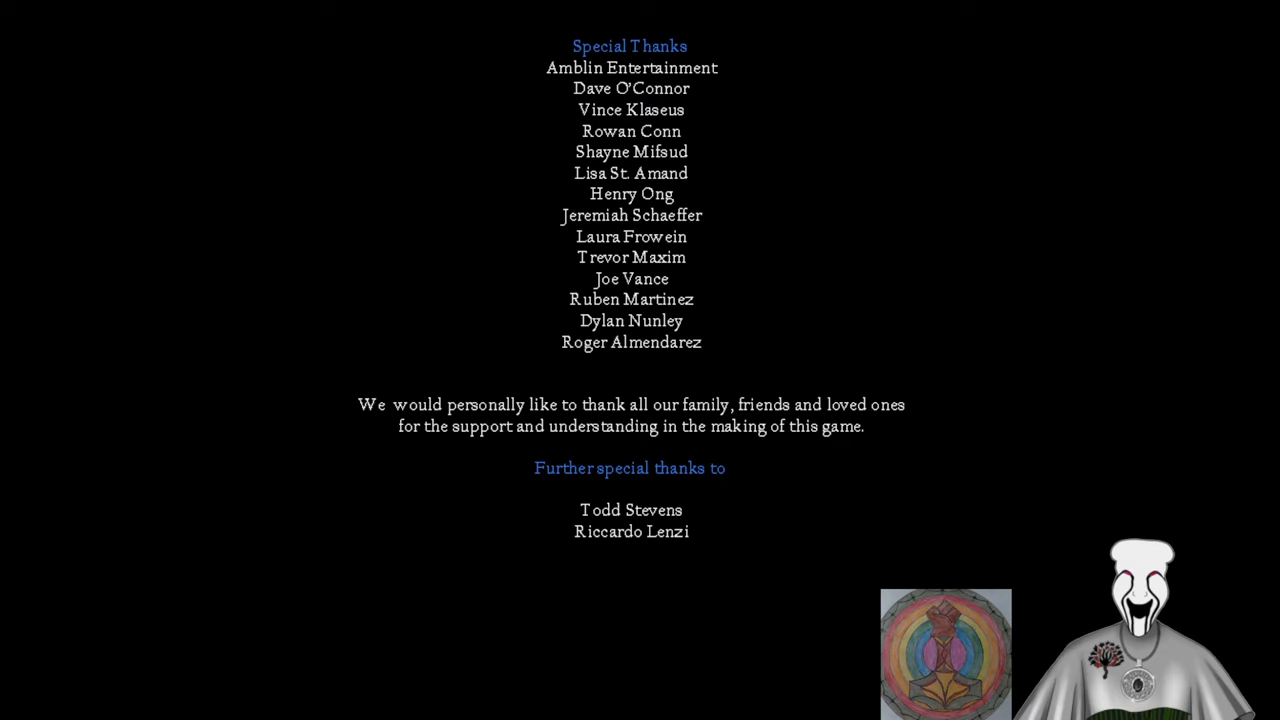 Special Thanks
Amblin Entertainment
Dave O'Connor
Vince Klaseus
Rowan Conn
Shayne Mifsud
Lisa St. Amand
Henry Ong
Jeremiah Schaeffer
Laura Frowein
Trevor Maxim
Joe Vance
Ruben Martinez
Dylan Nunley
Roger Almendarez
We would personally like to thank all our family, friends and loved ones
for the support and understanding in the making of this game.
Further special thanks to
Todd Stevens
Riccardo Lenzi